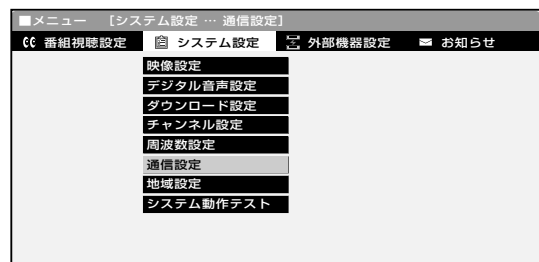 ■メニュー [システム設定 … 通信設定]
番組視聴設定 システム設定 外部機器設定 お知らせ
映像設定
デジタル音声設定
ダウンロード設定
チャンネル設定
周波数設定
通信設定
地域設定
システム動作テスト